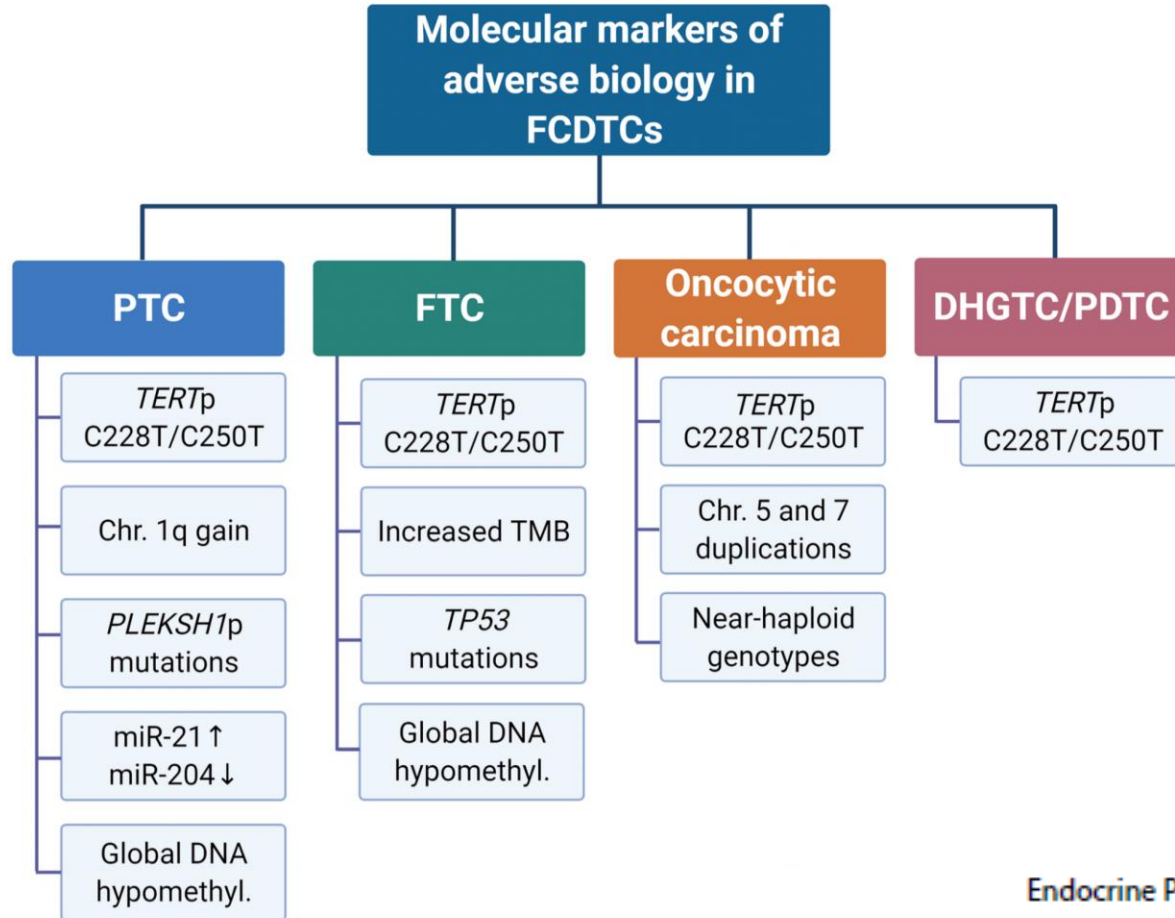 Molecular markers of
adverse biology in
FCDTCs
PTC
TERTp
C228T/C250T
Chr. 1q gain
PLEKSH1p
mutations
miR-21↑
miR-204↓
Global DNA
hypomethyl.
FTC
TERTp
C228T/C250T
Increased TMB
TP53
mutations
Global DNA
hypomethyl.
Oncocytic
carcinoma
TERTp
C228T/C250T
Chr. 5 and 7
duplications
Near-haploid
genotypes
DHGTC/PDTC
TERTp
C228T/C250T
Endocrine P